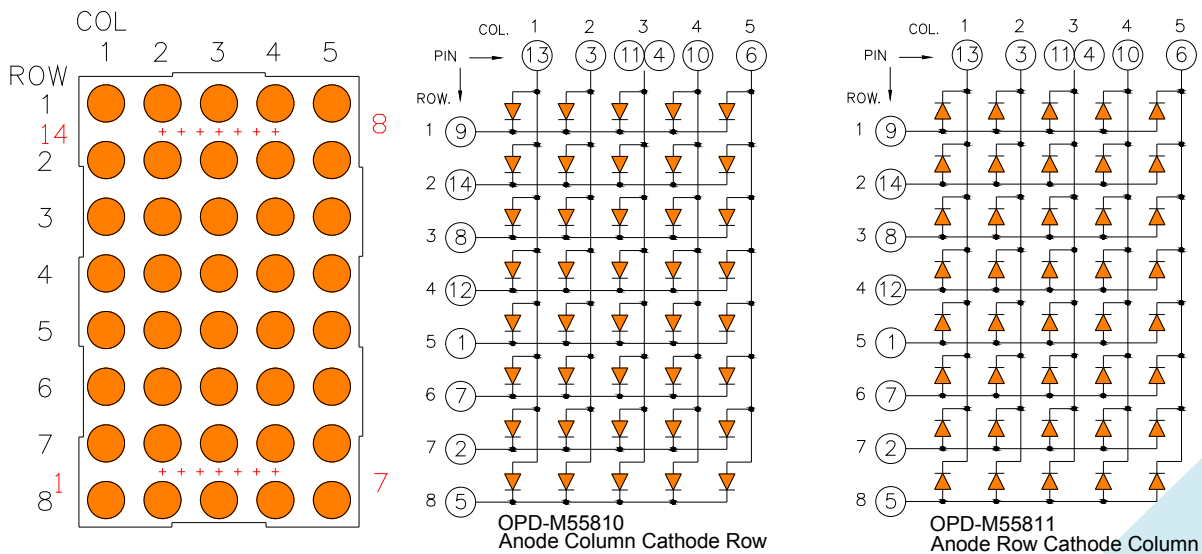 COL
1 2 3 4 5
ROW
1
14 8
2
3
4
5
6
7
1 7
8
1 2 3 4 5
COL.
PIN 13 3 11 4 10 6
ROW.
1 9
2 14
3 8
4 12
5 1
6 7
7 2
8 5
OPD-M55810
Anode Column Cathode Row
1 2 3 4 5
COL.
PIN 13 3 11 4 10 6
ROW.
1 9
2 14
3 8
4 12
5 1
6 7
7 2
8 5
OPD-M55811
Anode Row Cathode Column